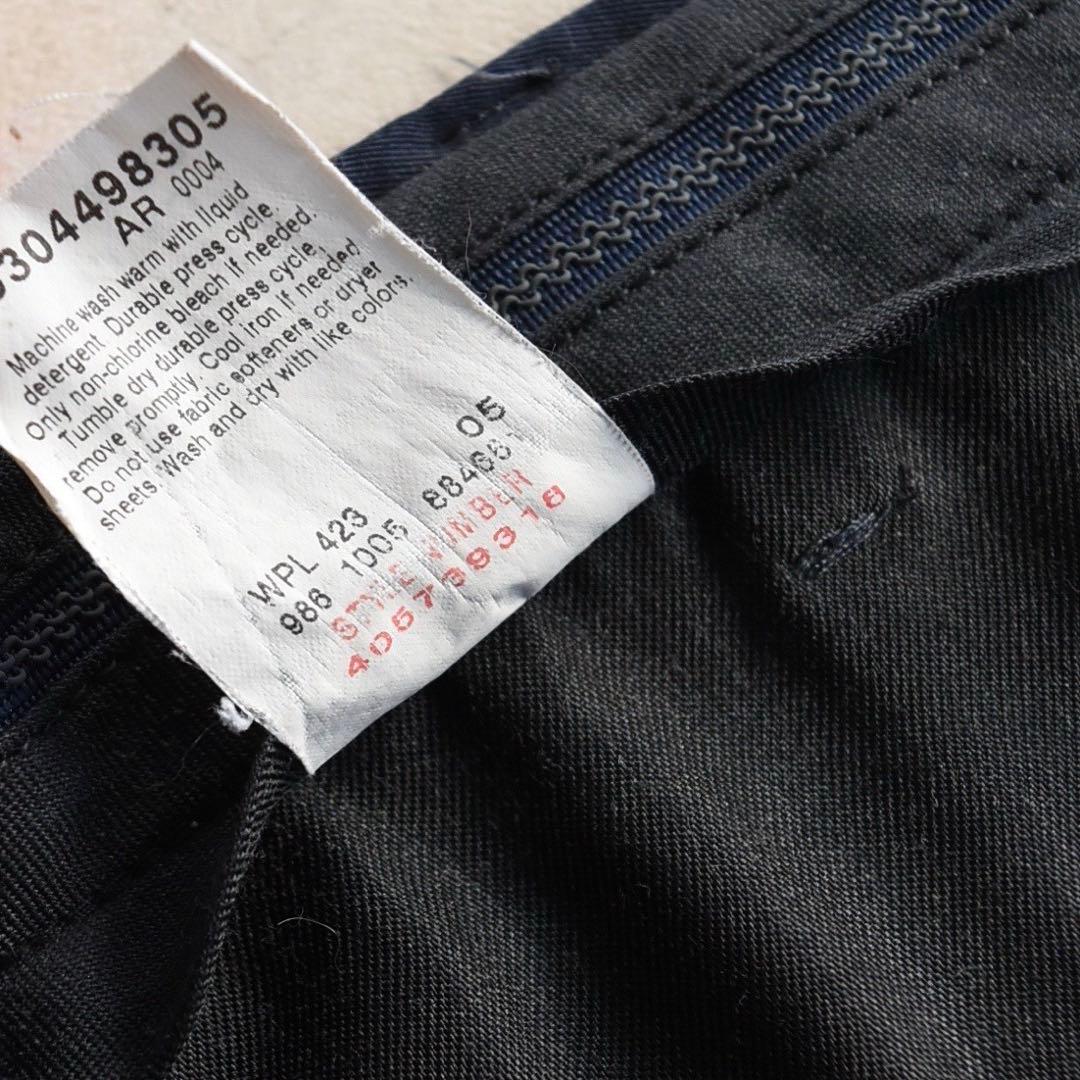 304498305
AR 0004
Machine wash warm with liquid
detergent. Durable press cycle.
Only non-chlorine bleach if needed.
Tumble dry durable press cycle,
remove promptly. Cool iron if needed.
Do not use fabric softeners or dryer
sheets. Wash and dry with like colors.
05
WPL 423
986 1005 88466
STYLE NUMBER
4057399318